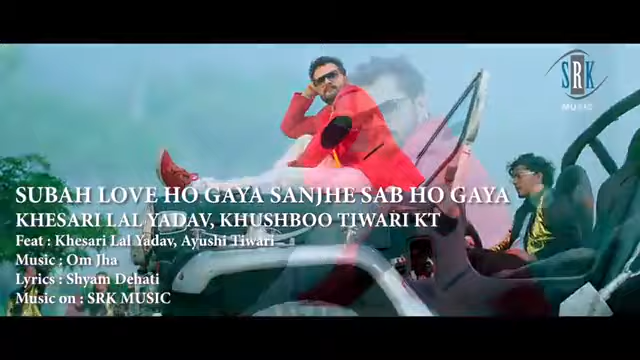 SRK
MUSIC
SUBAH LOVE HO GAYA SANJHE SAB HO GAYA
KHESARI LAL YADAV, KHUSHBOO TIWARI KT
Feat : Khesari Lal Yadav, Ayushi Tiwari
Music : Om Jha
Lyrics : Shyam Dehati
Music on : SRK MUSIC